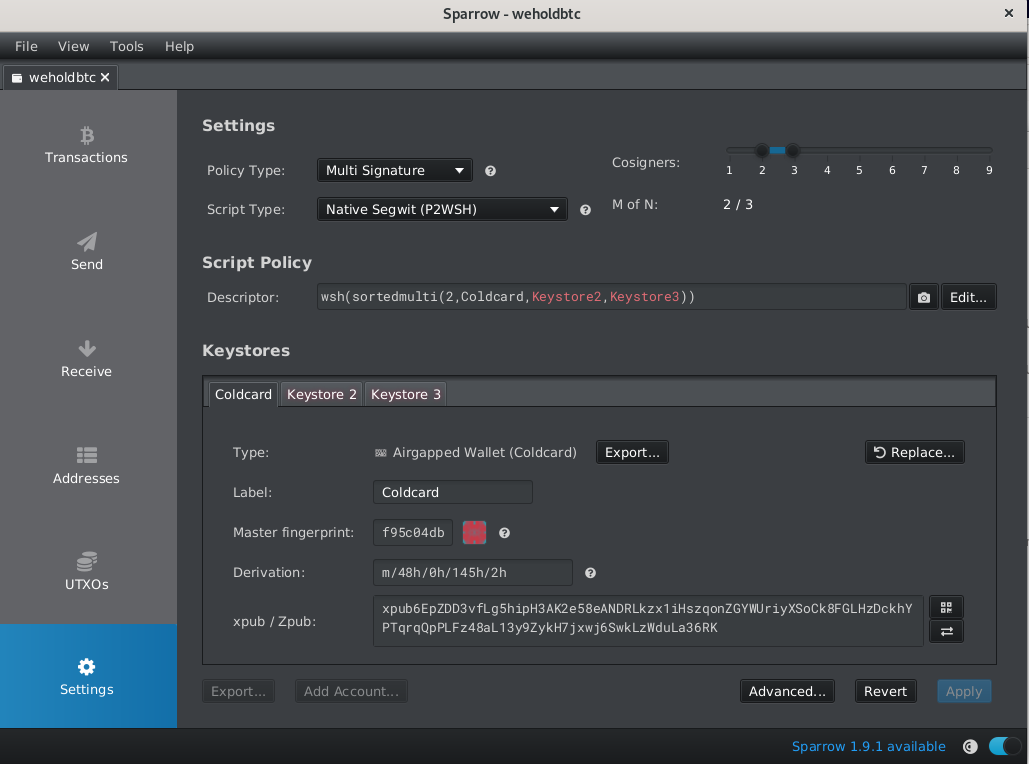 Sparrow - weholdbtc
File View Tools Help
weholdbtc
Transactions
Send
Receive
Addresses
UTXOs
Settings
Settings
Policy Type: Multi Signature
Script Type: Native Segwit (P2WSH)
Cosigners:
1 2 3 4 5 6 7 8 9
M of N: 2 / 3
Script Policy
Descriptor: wsh(sortedmulti(2,Coldcard,Keystore2,Keystore3)) Edit...
Keystores
Coldcard Keystore 2 Keystore 3
Type: Airgapped Wallet (Coldcard) Export... Replace...
Label: Coldcard
Master fingerprint: f95c04db
Derivation: m/48h/0h/145h/2h
xpub / Zpub: xpub6EpZDD3vfLg5hipH3AK2e58eANDRLkzx1iHszqonZGYWUriyXSoCk8FGLHzDckhY
PTqrqQpPLFz48aL13y9ZykH7jxwj6SwkLzWduLa36RK
Export... Add Account... Advanced... Revert Apply
Sparrow 1.9.1 available